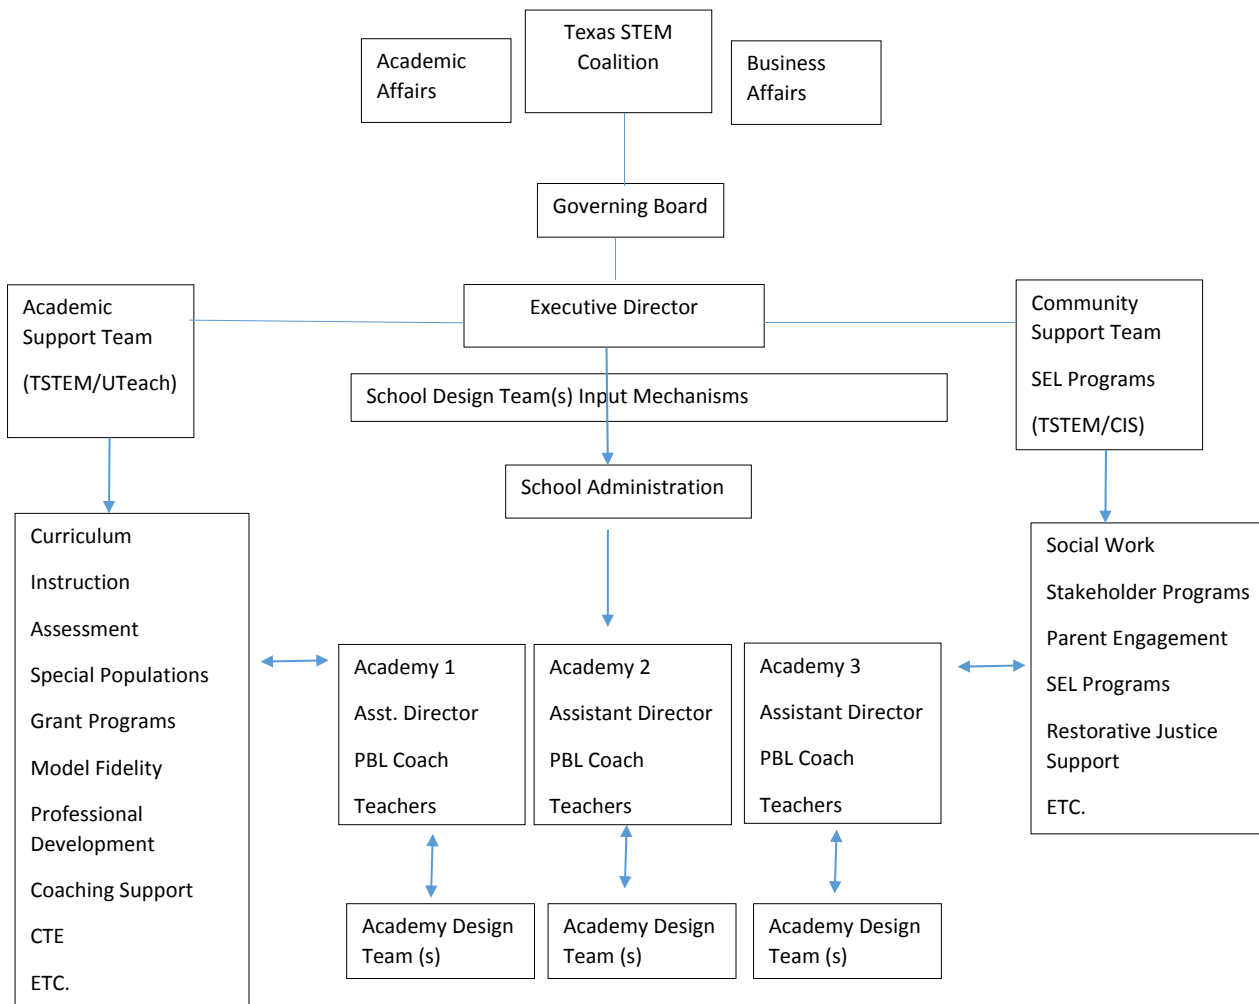 Texas STEM
Coalition
Academic
Affairs
Business
Affairs
Governing Board
Executive Director
Academic
Support Team
(TSTEM/UTeach)
Community
Support Team
SEL Programs
(TSTEM/CIS)
School Design Team(s) Input Mechanisms
School Administration
Curriculum
Instruction
Assessment
Special Populations
Grant Programs
Model Fidelity
Professional
Development
Coaching Support
CTE
ETC.
Academy 1
Asst. Director
PBL Coach
Teachers
Academy 2
Assistant Director
PBL Coach
Teachers
Academy 3
Assistant Director
PBL Coach
Teachers
Social Work
Stakeholder Programs
Parent Engagement
SEL Programs
Restorative Justice
Support
ETC.
Academy Design
Team (s)
Academy Design
Team (s)
Academy Design
Team (s)